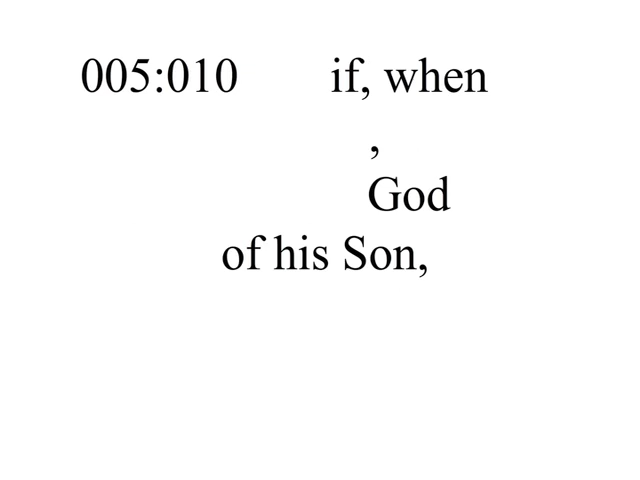 005:010 if, when
,
God
of his Son,